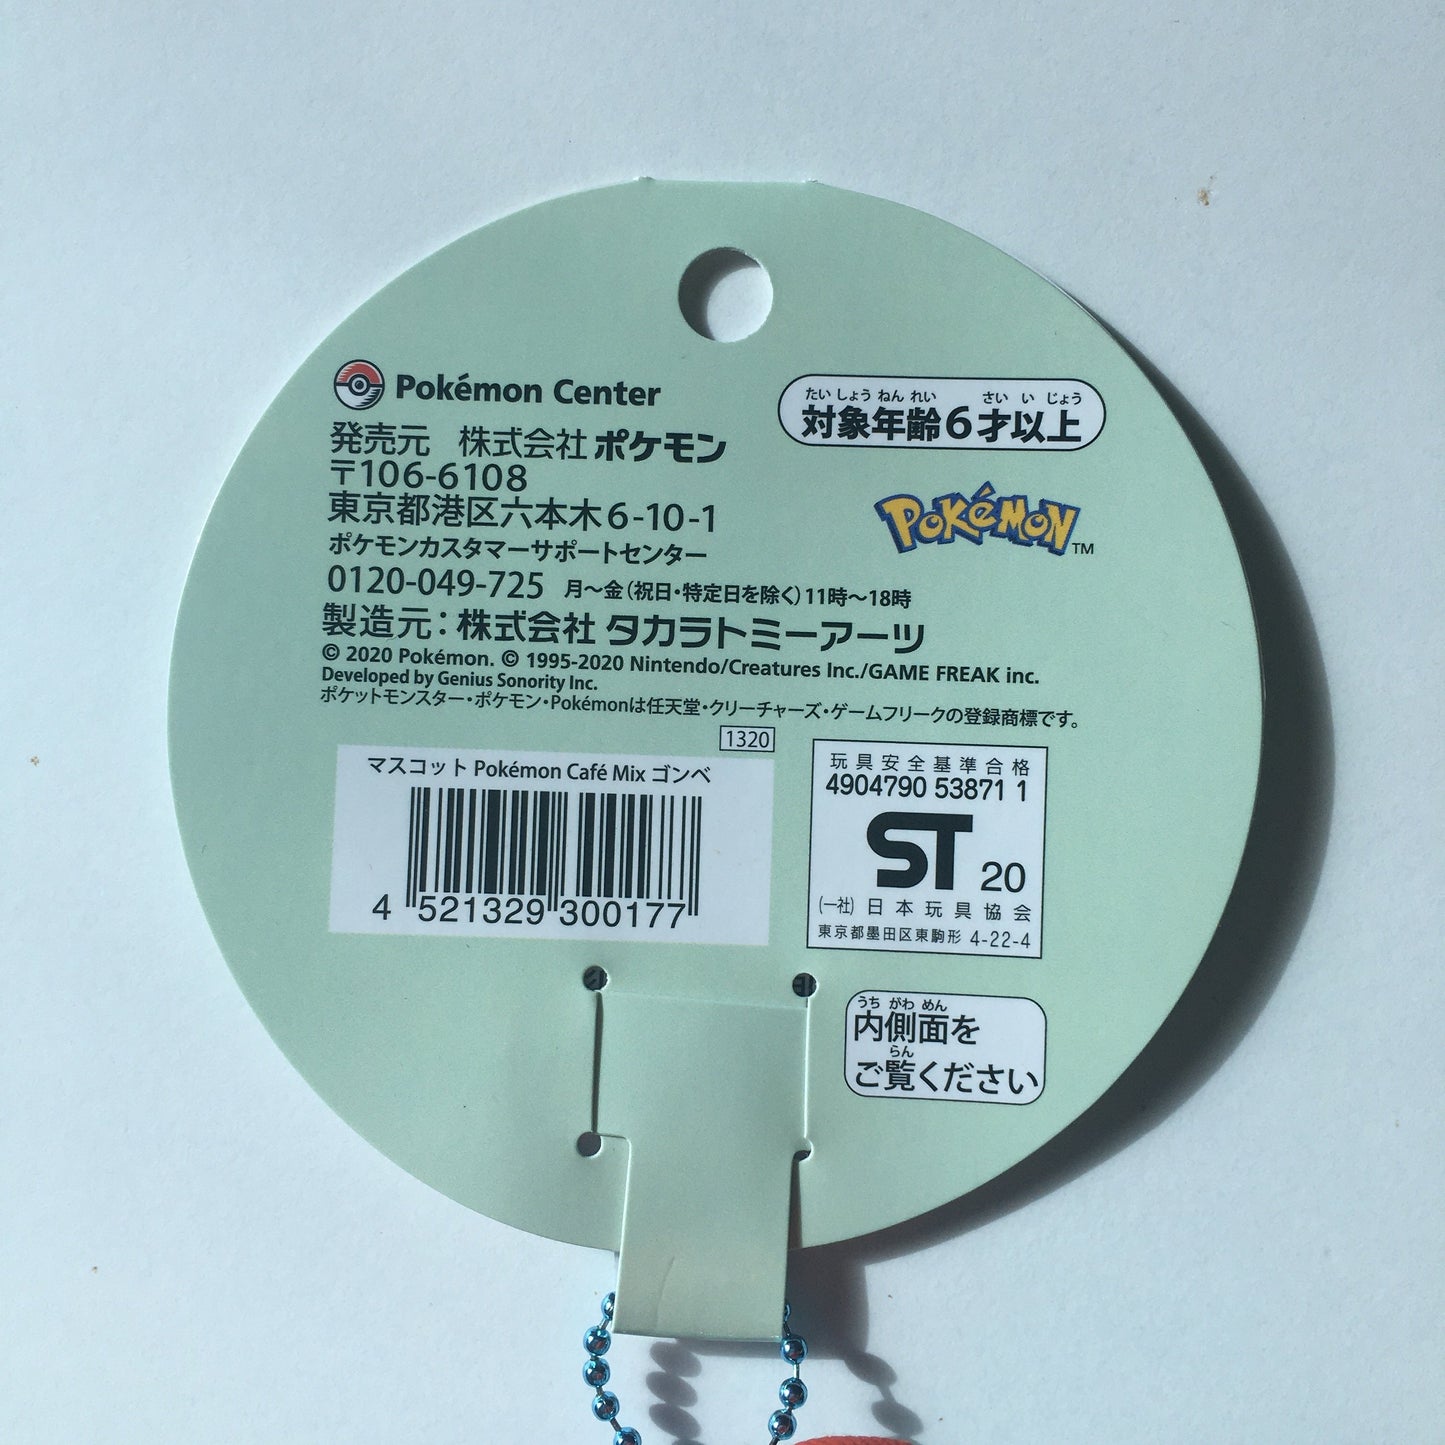 Pokémon Center
たいしょうねんれい さいいじょう
対象年齢6才以上
発売元 株式会社 ポケモン
〒106-6108
東京都港区六本木6-10-1
POKéMON™
ポケモンカスタマーサポートセンター
0120-049-725 月〜金(祝日・特定日を除く)11時〜18時
製造元:株式会社 タカラトミーアーツ
© 2020 Pokémon. © 1995-2020 Nintendo/Creatures Inc./GAME FREAK inc.
Developed by Genius Sonority Inc.
ポケットモンスター・ポケモン・Pokémonは任天堂・クリーチャーズ・ゲームフリークの登録商標です。
1320
マスコット Pokémon Café Mix ゴンベ
4 521329 300177
玩具安全基準合格
4904790 53871 1
ST 20
(一社) 日本玩具協会
東京都墨田区東駒形 4-22-4
うちがわめん
内側面を
らん
ご覧ください